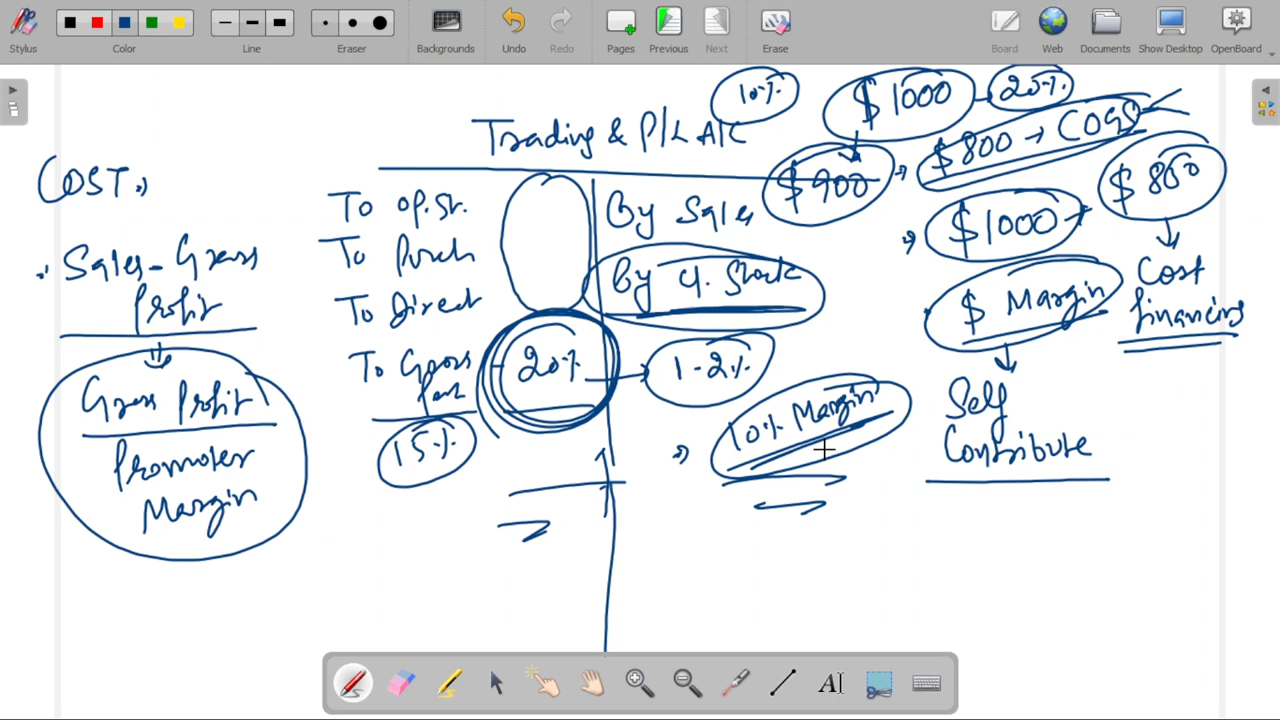 Stylus
Color
Line
Eraser
Backgrounds
Undo
Redo
Pages
Previous
Next
Erase
Board
Web
Documents
Show Desktop
OpenBoard
10%
$1000
20%
Trading & P/L A/C
$800 → COGS
$900
$800
COST
To op.st.
By Sales
$1000
Sales - Gross
Profit
To Purch
By Cl. Stock
Cost
financing
To Direct
$ Margin
To Gross
20%
1-2%
Gross Profit
10% Margin
Self
Contribute
15%
Promoter
Margin